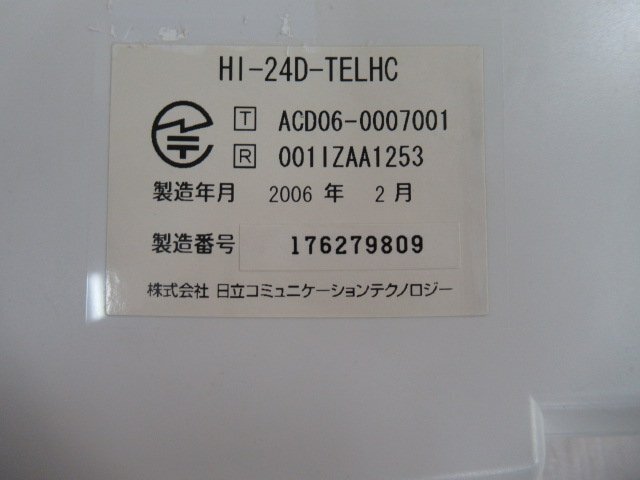 HI-24D-TELHC
T ACD06-0007001
R 001IZAA1253
製造年月 2006 年 2 月
製造番号 176279809
株式会社 日立コミュニケーションテクノロジー